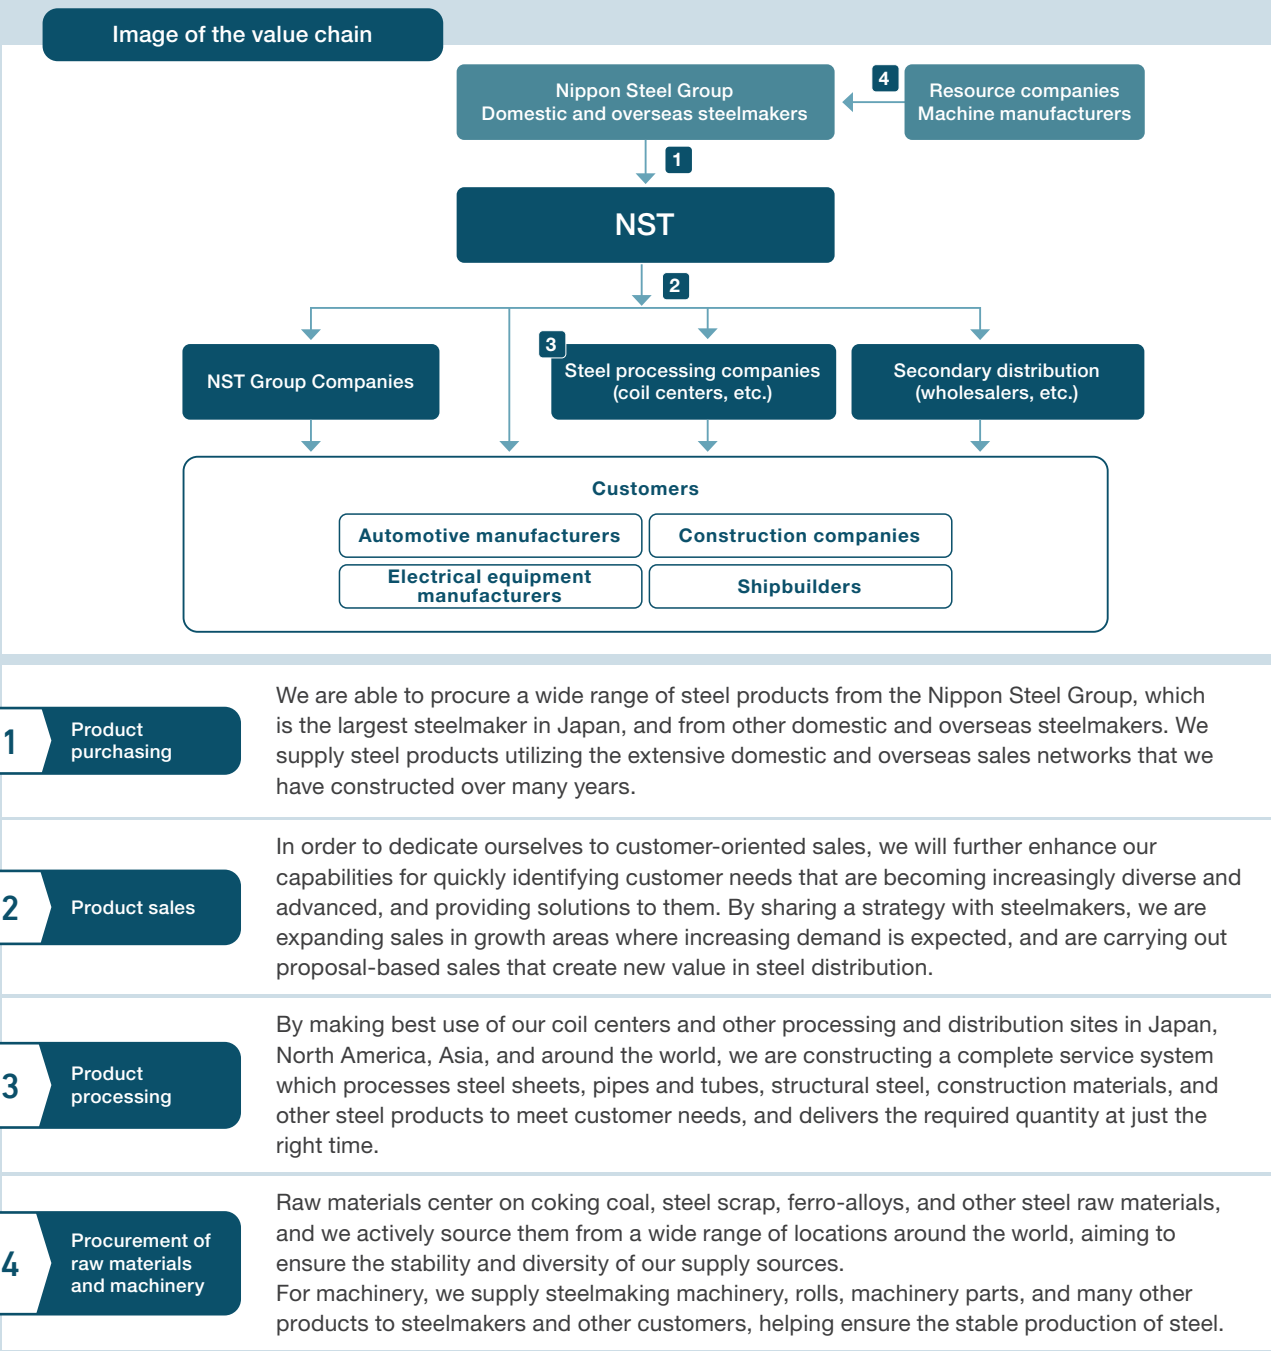 Image of the value chain
Nippon Steel Group
Domestic and overseas steelmakers
4
Resource companies
Machine manufacturers
1
NST
2
NST Group Companies
3
Steel processing companies
(coil centers, etc.)
Secondary distribution
(wholesalers, etc.)
Customers
Automotive manufacturers
Construction companies
Electrical equipment
manufacturers
Shipbuilders
1
Product
purchasing
We are able to procure a wide range of steel products from the Nippon Steel Group, which
is the largest steelmaker in Japan, and from other domestic and overseas steelmakers. We
supply steel products utilizing the extensive domestic and overseas sales networks that we
have constructed over many years.
2
Product sales
In order to dedicate ourselves to customer-oriented sales, we will further enhance our
capabilities for quickly identifying customer needs that are becoming increasingly diverse and
advanced, and providing solutions to them. By sharing a strategy with steelmakers, we are
expanding sales in growth areas where increasing demand is expected, and are carrying out
proposal-based sales that create new value in steel distribution.
3
Product
processing
By making best use of our coil centers and other processing and distribution sites in Japan,
North America, Asia, and around the world, we are constructing a complete service system
which processes steel sheets, pipes and tubes, structural steel, construction materials, and
other steel products to meet customer needs, and delivers the required quantity at just the
right time.
4
Procurement of
raw materials
and machinery
Raw materials center on coking coal, steel scrap, ferro-alloys, and other steel raw materials,
and we actively source them from a wide range of locations around the world, aiming to
ensure the stability and diversity of our supply sources.
For machinery, we supply steelmaking machinery, rolls, machinery parts, and many other
products to steelmakers and other customers, helping ensure the stable production of steel.